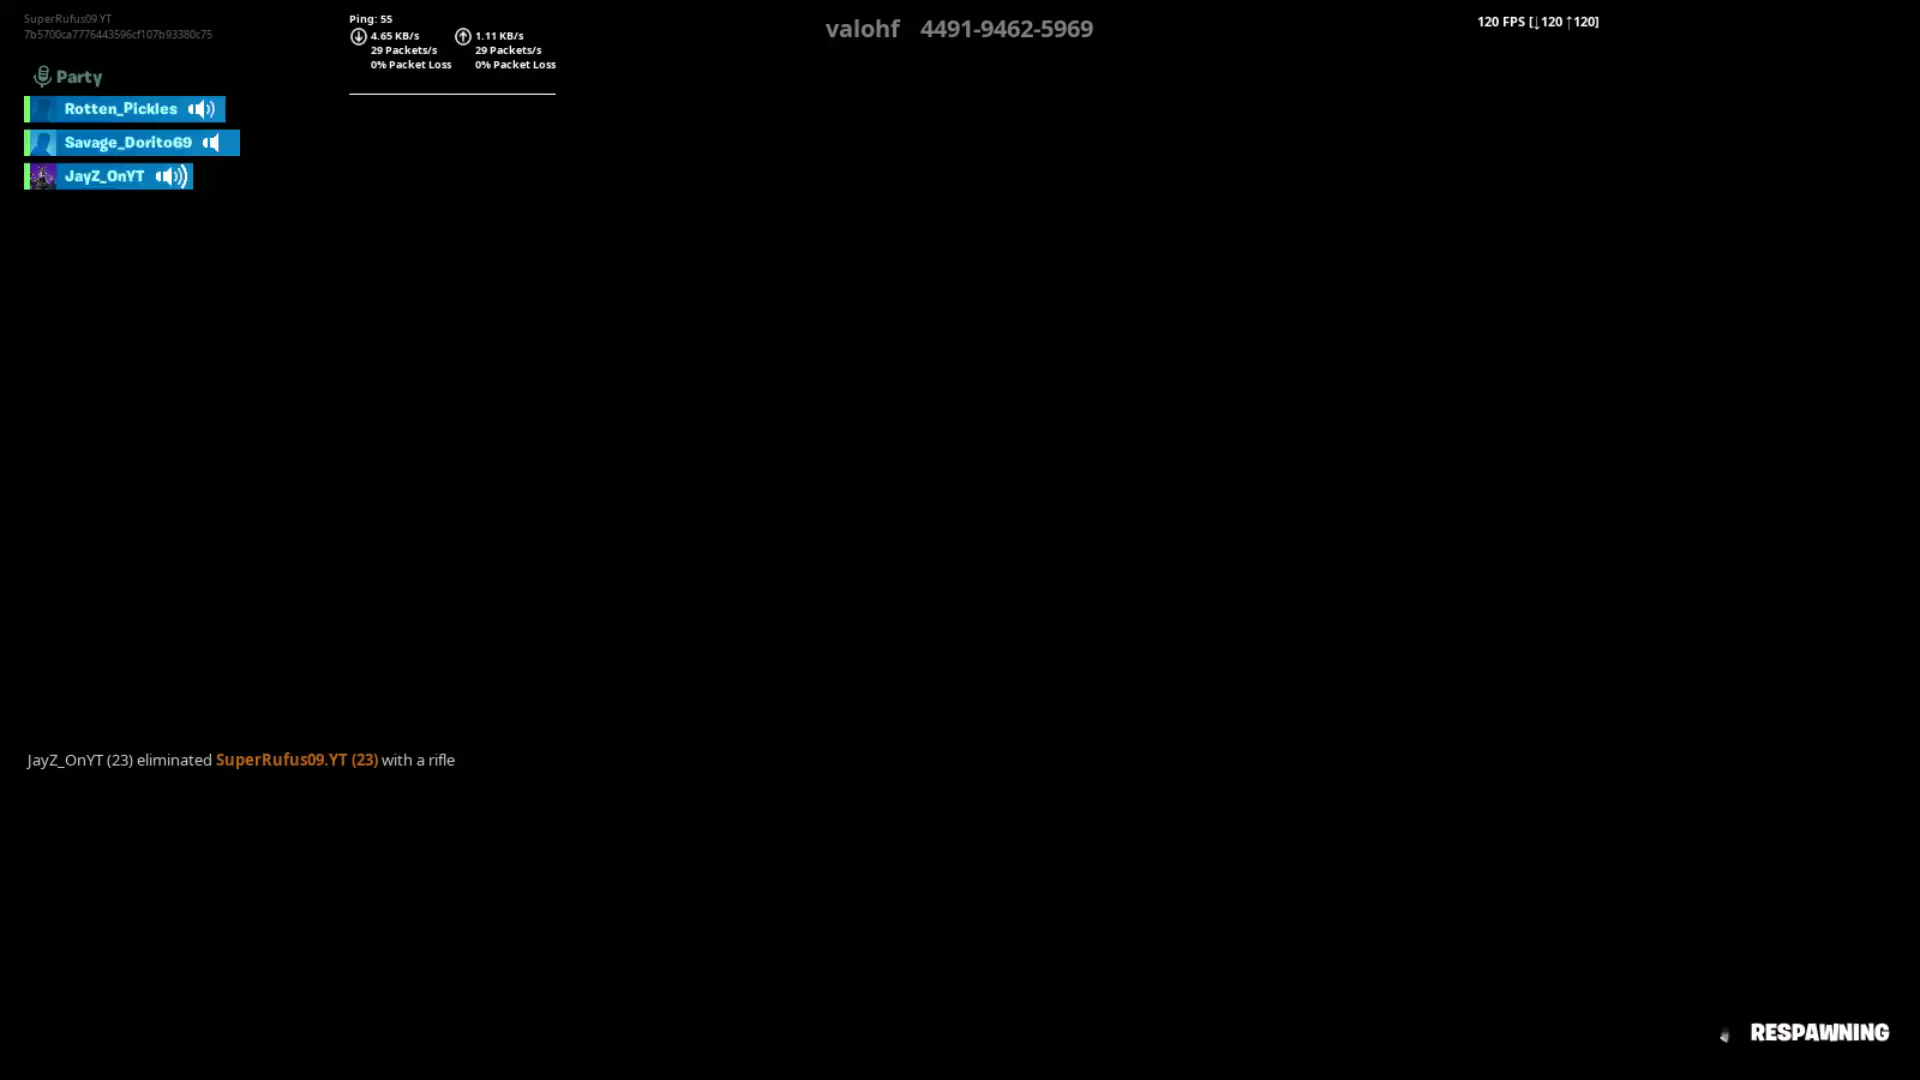 SuperRufus09.YT
7b5700ca7776443596cf107b93380c75
Party
Rotten_Pickles
Savage_Dorito69
JayZ_OnYT
Ping: 55
4.65 KB/s 1.11 KB/s
29 Packets/s 29 Packets/s
0% Packet Loss 0% Packet Loss
valohf 4491-9462-5969
120 FPS [↓120 ↑120]
JayZ_OnYT (23) eliminated SuperRufus09.YT (23) with a rifle
RESPAWNING